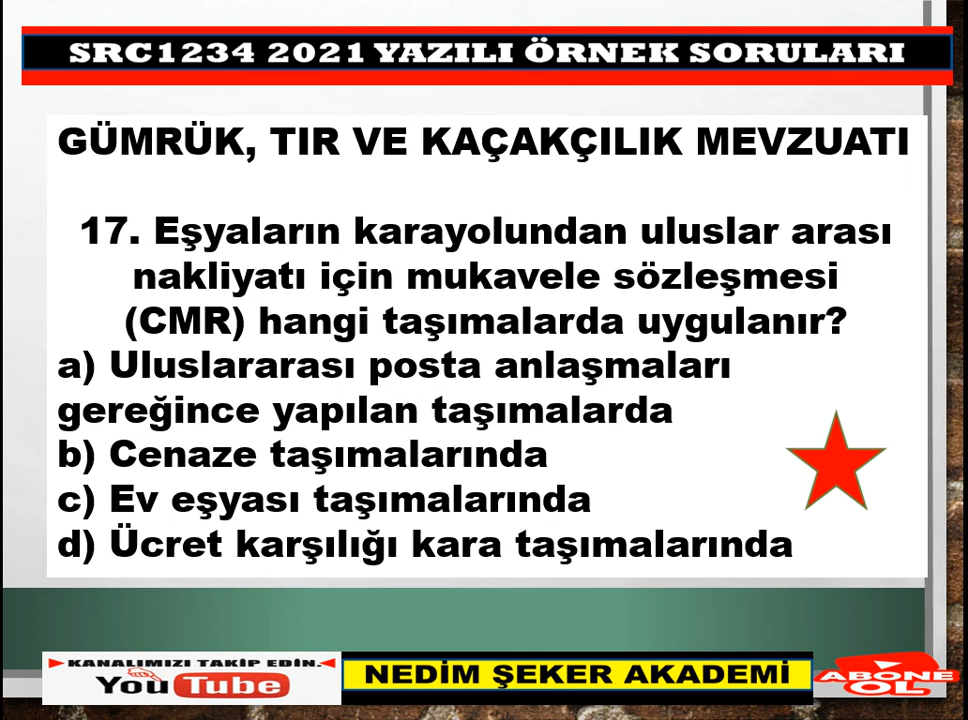 SRC1234 2021 YAZILI ÖRNEK SORULARI
GÜMRÜK, TIR VE KAÇAKÇILIK MEVZUATI
17. Eşyaların karayolundan uluslar arası
nakliyatı için mukavele sözleşmesi
(CMR) hangi taşımalarda uygulanır?
a) Uluslararası posta anlaşmaları
gereğince yapılan taşımalarda
b) Cenaze taşımalarında
c) Ev eşyası taşımalarında
d) Ücret karşılığı kara taşımalarında
KANALIMIZI TAKİP EDİN.
YouTube
NEDİM ŞEKER AKADEMİ
ABONE
OL